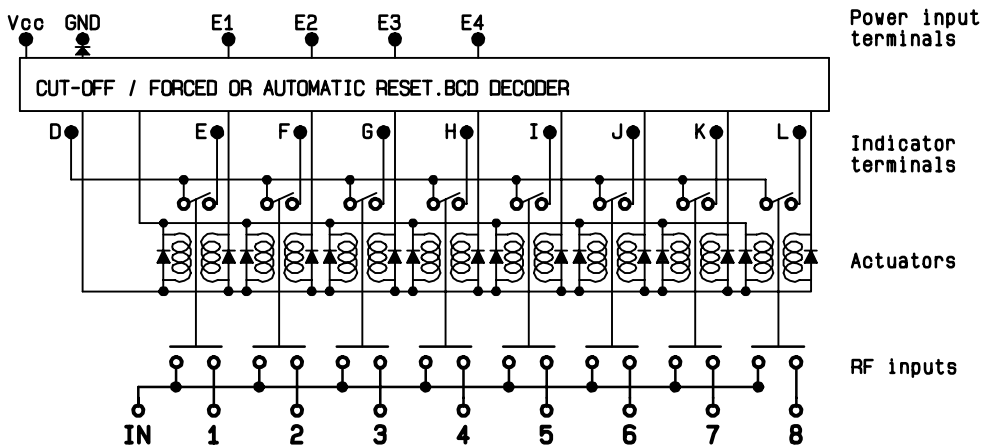 Vcc GND E1 E2 E3 E4 Power input
terminals
CUT-OFF / FORCED OR AUTOMATIC RESET.BCD DECODER
D E F G H I J K L Indicator
terminals
Actuators
RF inputs
IN 1 2 3 4 5 6 7 8